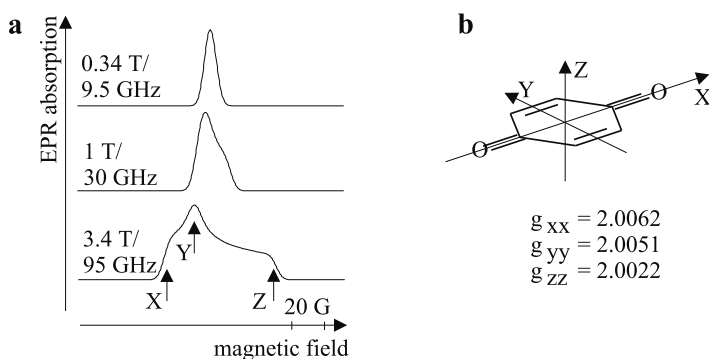 a
EPR absorption
0.34 T/
9.5 GHz
1 T/
30 GHz
3.4 T/
95 GHz
X
Y
Z
20 G
magnetic field
b
Z
Y
X
O
O
g xx = 2.0062
g yy = 2.0051
g zz = 2.0022